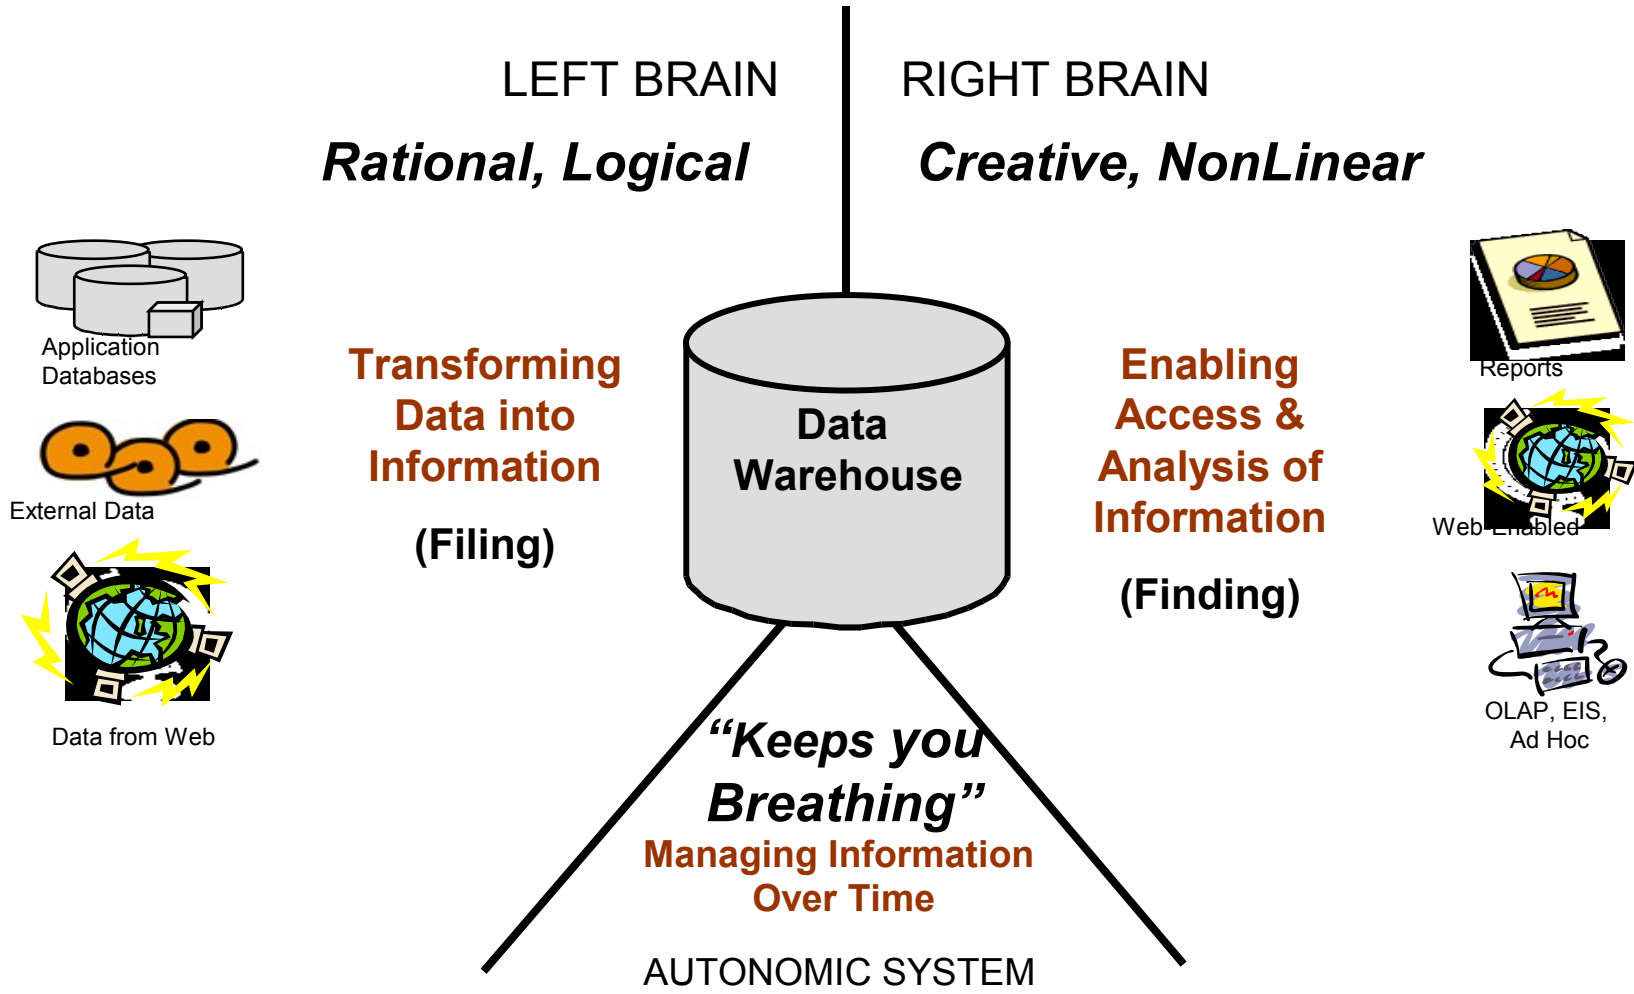 LEFT BRAIN
RIGHT BRAIN
Rational, Logical
Creative, NonLinear
Application
Databases
External Data
Data from Web
Transforming
Data into
Information
(Filing)
Data
Warehouse
Enabling
Access &
Analysis of
Information
(Finding)
Reports
Web-Enabled
OLAP, EIS,
Ad Hoc
“Keeps you
Breathing”
Managing Information
Over Time
AUTONOMIC SYSTEM